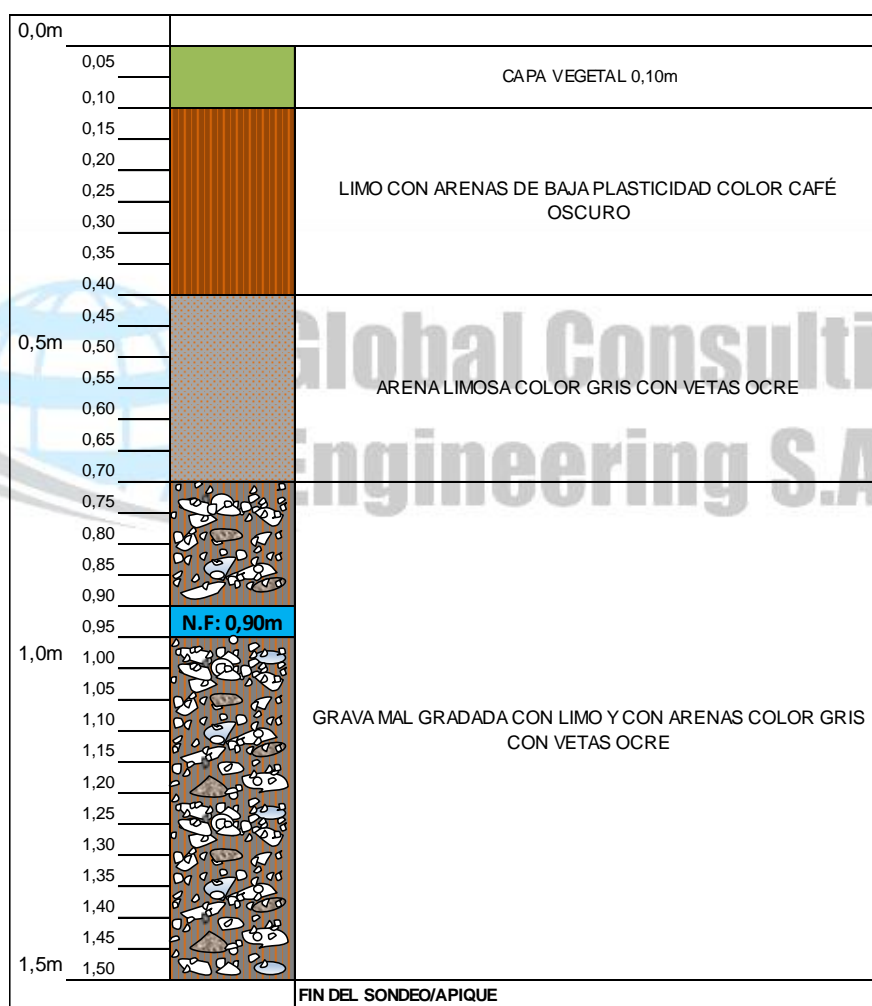 0,0m
0,05
CAPA VEGETAL 0,10m
0,10
0,15
0,20
0,25
LIMO CON ARENAS DE BAJA PLASTICIDAD COLOR CAFÉ
OSCURO
0,30
0,35
0,40
0,45
Global Consulti
0,5m
0,50
0,55
ARENA LIMOSA COLOR GRIS CON VETAS OCRE
0,60
0,65
Engineering S.A
0,70
0,75
0,80
0,85
0,90
N.F: 0,90m
0,95
1,0m
1,00
1,05
1,10
GRAVA MAL GRADADA CON LIMO Y CON ARENAS COLOR GRIS
CON VETAS OCRE
1,15
1,20
1,25
1,30
1,35
1,40
1,45
1,5m
1,50
FIN DEL SONDEO/APIQUE